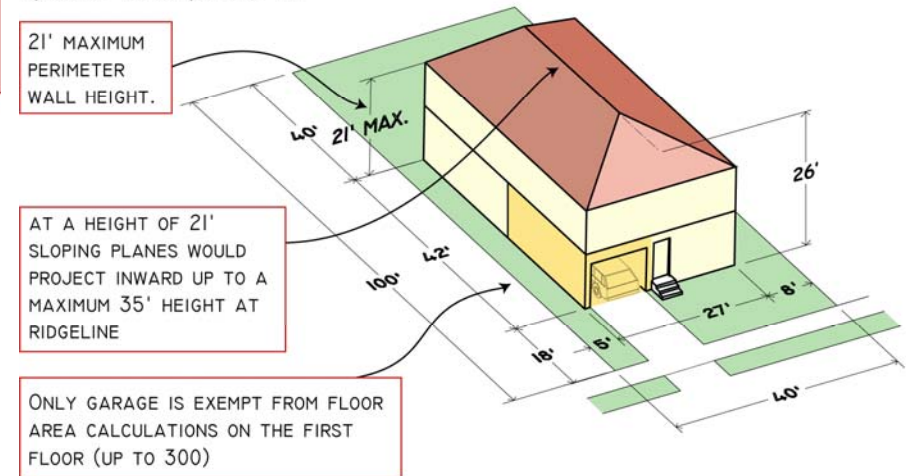 21' MAXIMUM
PERIMETER
WALL HEIGHT.
AT A HEIGHT OF 21'
SLOPING PLANES WOULD
PROJECT INWARD UP TO A
MAXIMUM 35' HEIGHT AT
RIDGELINE
ONLY GARAGE IS EXEMPT FROM FLOOR
AREA CALCULATIONS ON THE FIRST
FLOOR (UP TO 300)
40'
21' MAX.
26'
42'
100'
27'
8'
5'
18'
40'